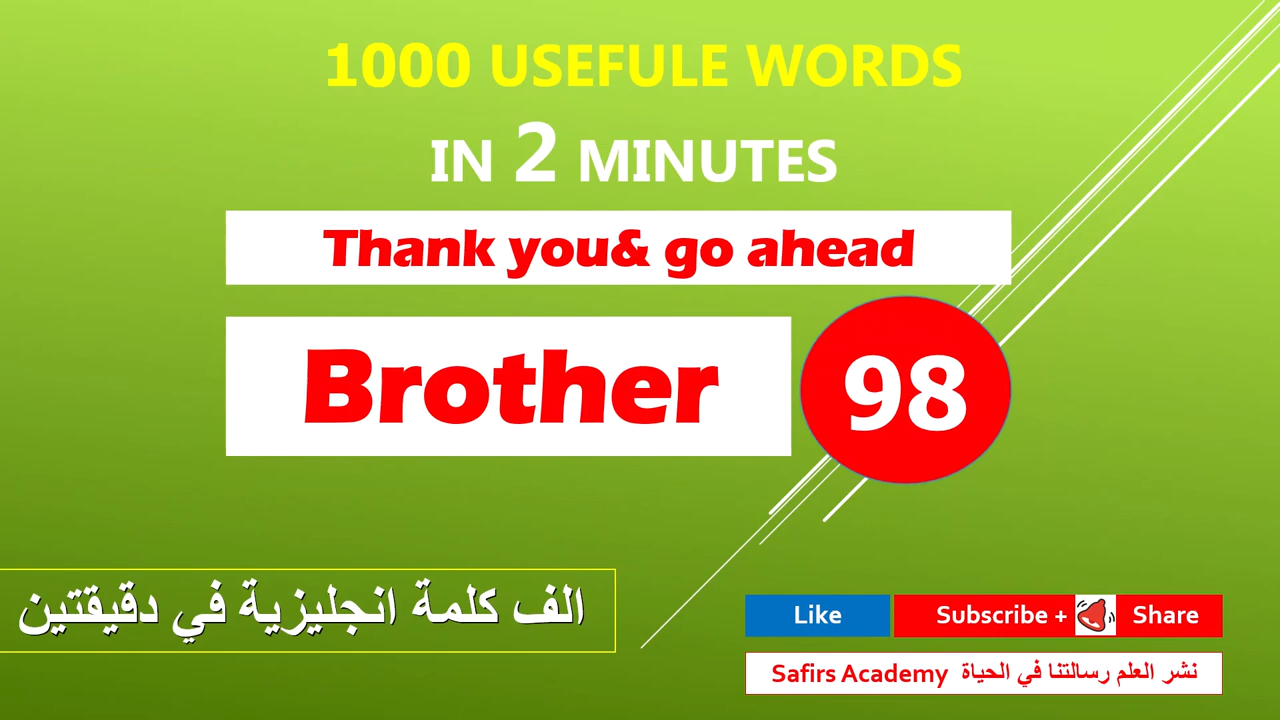 1000 USEFULE WORDS
IN 2 MINUTES
Thank you& go ahead
Brother
98
الف كلمة انجليزية في دقيقتين
Like
Subscribe +
Share
Safirs Academy نشر العلم رسالتنا في الحياة